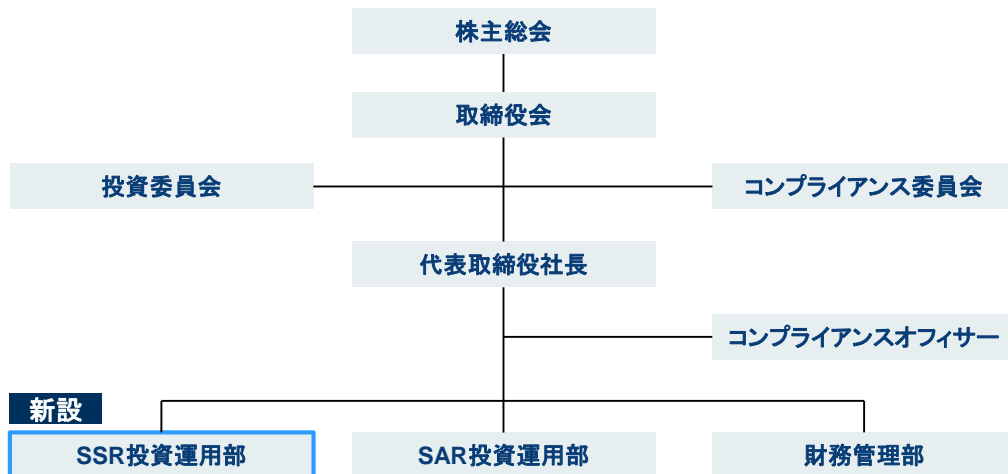 株主総会
取締役会
投資委員会
コンプライアンス委員会
代表取締役社長
コンプライアンスオフィサー
新設
SSR投資運用部
SAR投資運用部
財務管理部